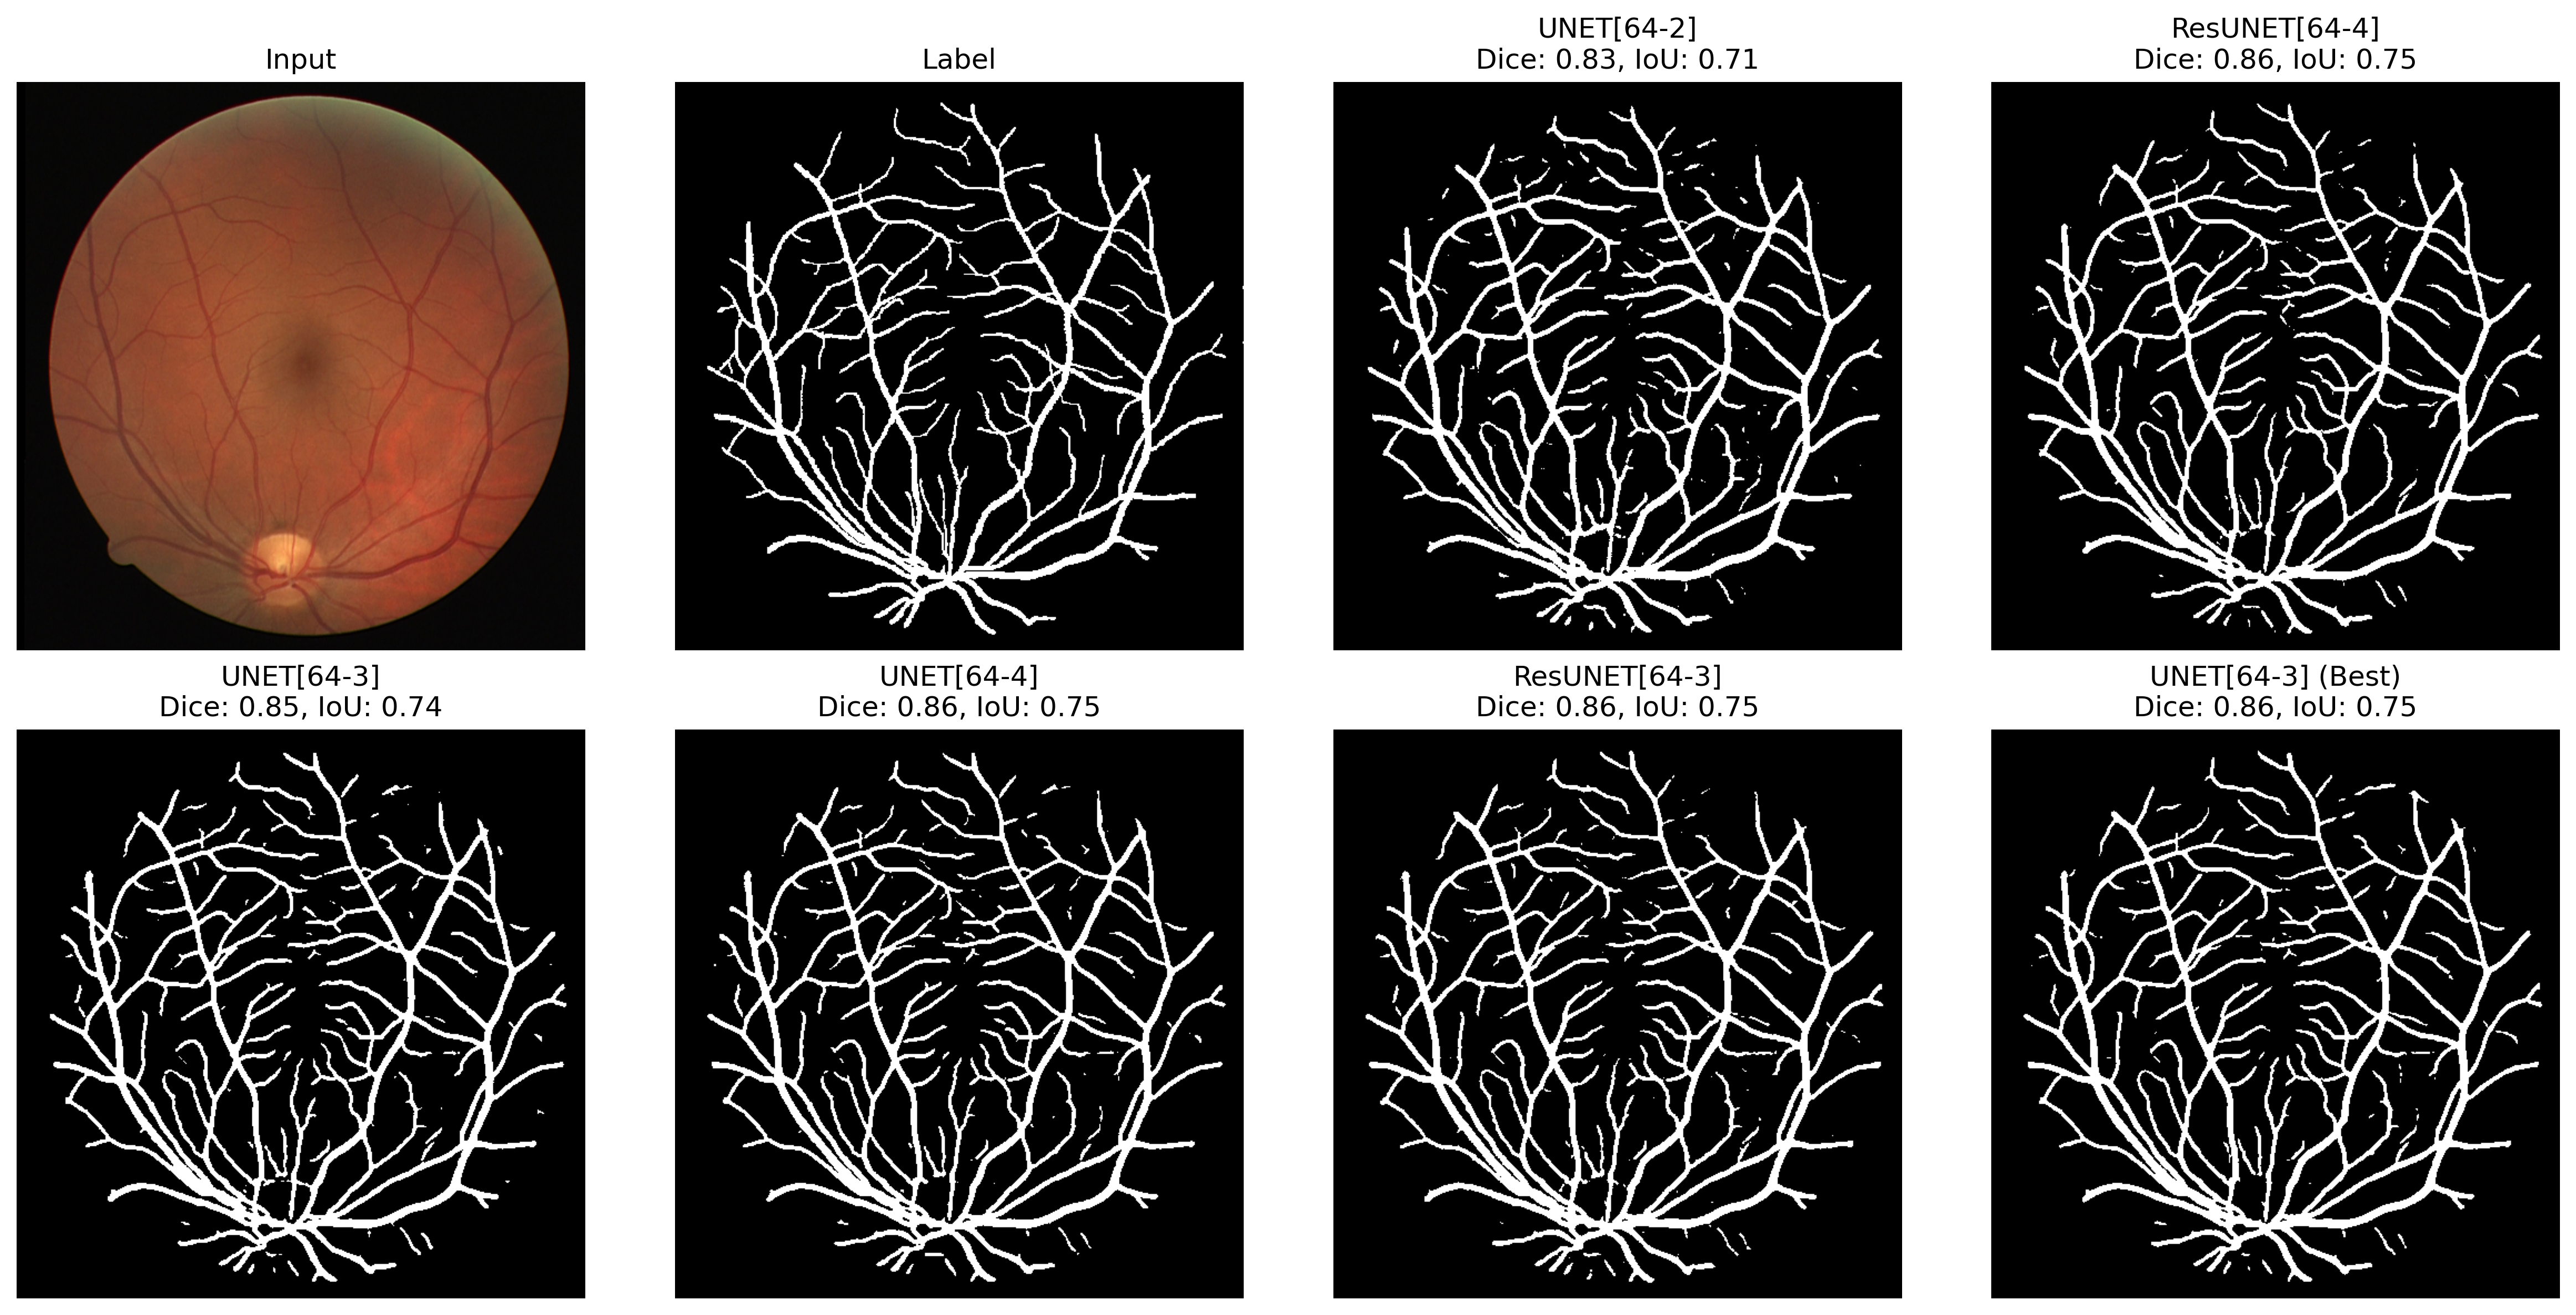 Input
Label
UNET[64-2]
Dice: 0.83, IoU: 0.71
ResUNET[64-4]
Dice: 0.86, IoU: 0.75
UNET[64-3]
Dice: 0.85, IoU: 0.74
UNET[64-4]
Dice: 0.86, IoU: 0.75
ResUNET[64-3]
Dice: 0.86, IoU: 0.75
UNET[64-3] (Best)
Dice: 0.86, IoU: 0.75